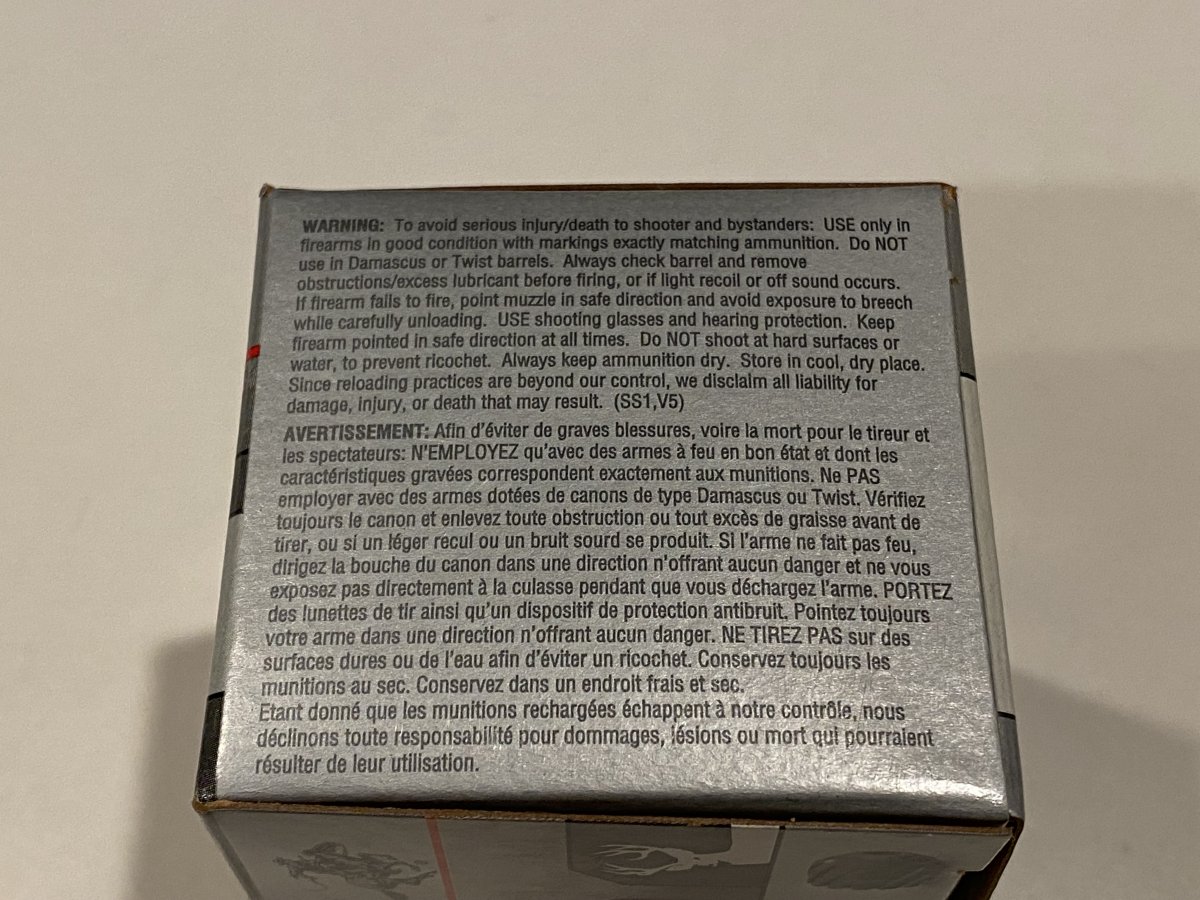 WARNING: To avoid serious injury/death to shooter and bystanders: USE only in
firearms in good condition with markings exactly matching ammunition. Do NOT
use in Damascus or Twist barrels. Always check barrel and remove
obstructions/excess lubricant before firing, or if light recoil or off sound occurs.
If firearm fails to fire, point muzzle in safe direction and avoid exposure to breech
while carefully unloading. USE shooting glasses and hearing protection. Keep
firearm pointed in safe direction at all times. Do NOT shoot at hard surfaces or
water, to prevent ricochet. Always keep ammunition dry. Store in cool, dry place.
Since reloading practices are beyond our control, we disclaim all liability for
damage, injury, or death that may result. (SS1,V5)
AVERTISSEMENT: Afin d'éviter de graves blessures, voire la mort pour le tireur et
les spectateurs: N'EMPLOYEZ qu'avec des armes à feu en bon état et dont les
caractéristiques gravées correspondent exactement aux munitions. Ne PAS
employer avec des armes dotées de canons de type Damascus ou Twist. Vérifiez
toujours le canon et enlevez toute obstruction ou tout excès de graisse avant de
tirer, ou si un léger recul ou un bruit sourd se produit. Si l'arme ne fait pas feu,
dirigez la bouche du canon dans une direction n'offrant aucun danger et ne vous
exposez pas directement à la culasse pendant que vous déchargez l'arme. PORTEZ
des lunettes de tir ainsi qu'un dispositif de protection antibruit. Pointez toujours
votre arme dans une direction n'offrant aucun danger. NE TIREZ PAS sur des
surfaces dures ou de l'eau afin d'éviter un ricochet. Conservez toujours les
munitions au sec. Conservez dans un endroit frais et sec.
Etant donné que les munitions rechargées échappent à notre contrôle, nous
déclinons toute responsabilité pour dommages, lésions ou mort qui pourraient
résulter de leur utilisation.